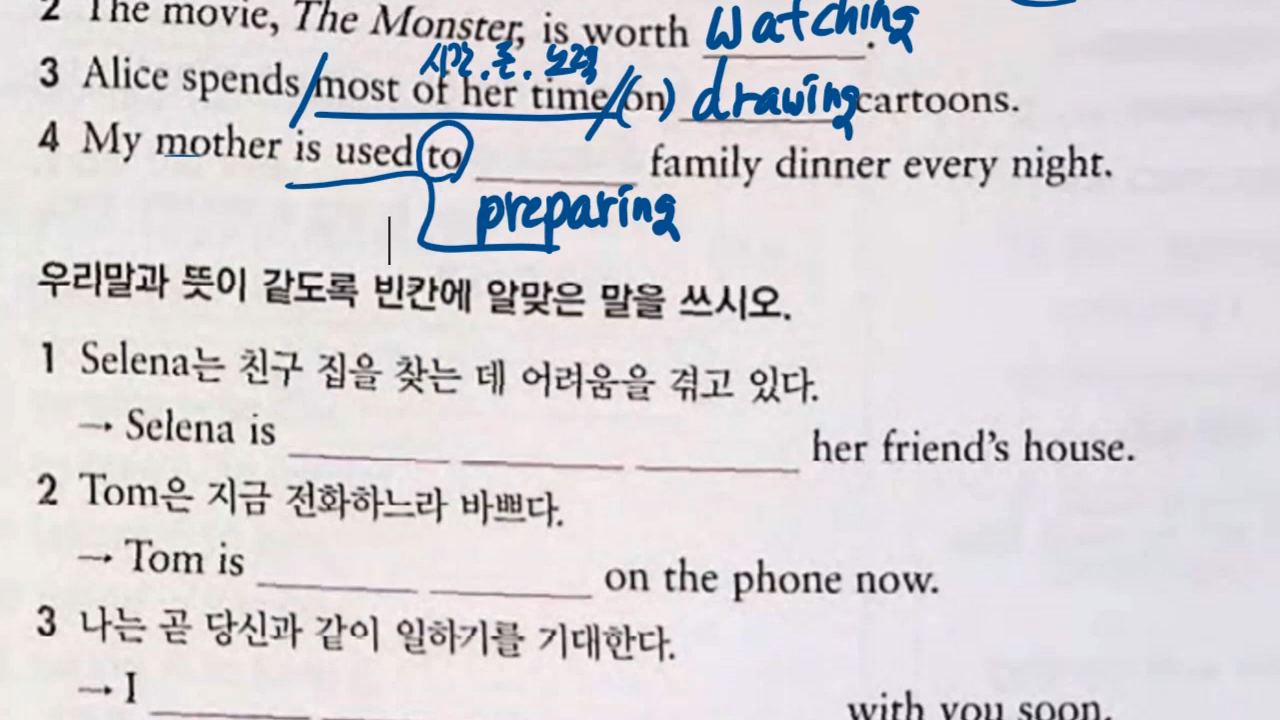 2 The movie, The Monster, is worth watching.
시간.돈.노력
3 Alice spends / most of her time / (on) drawing cartoons.
4 My mother is used to ________ family dinner every night.
preparing
우리말과 뜻이 같도록 빈칸에 알맞은 말을 쓰시오.
1 Selena는 친구 집을 찾는 데 어려움을 겪고 있다.
→ Selena is ________ ________ ________ her friend's house.
2 Tom은 지금 전화하느라 바쁘다.
→ Tom is ________ ________ on the phone now.
3 나는 곧 당신과 같이 일하기를 기대한다.
→ I ________ ________ with you soon.